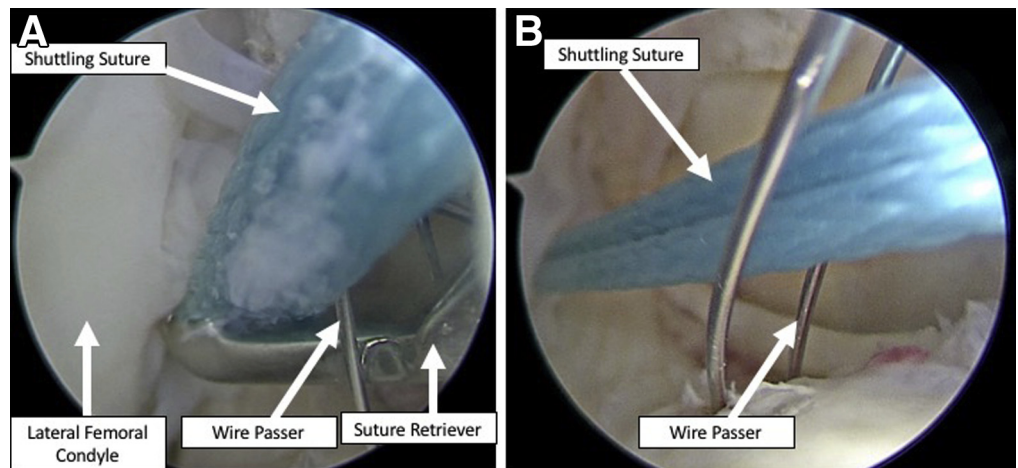 A
Shuttling Suture
Lateral Femoral
Condyle
Wire Passer
Suture Retriever
B
Shuttling Suture
Wire Passer